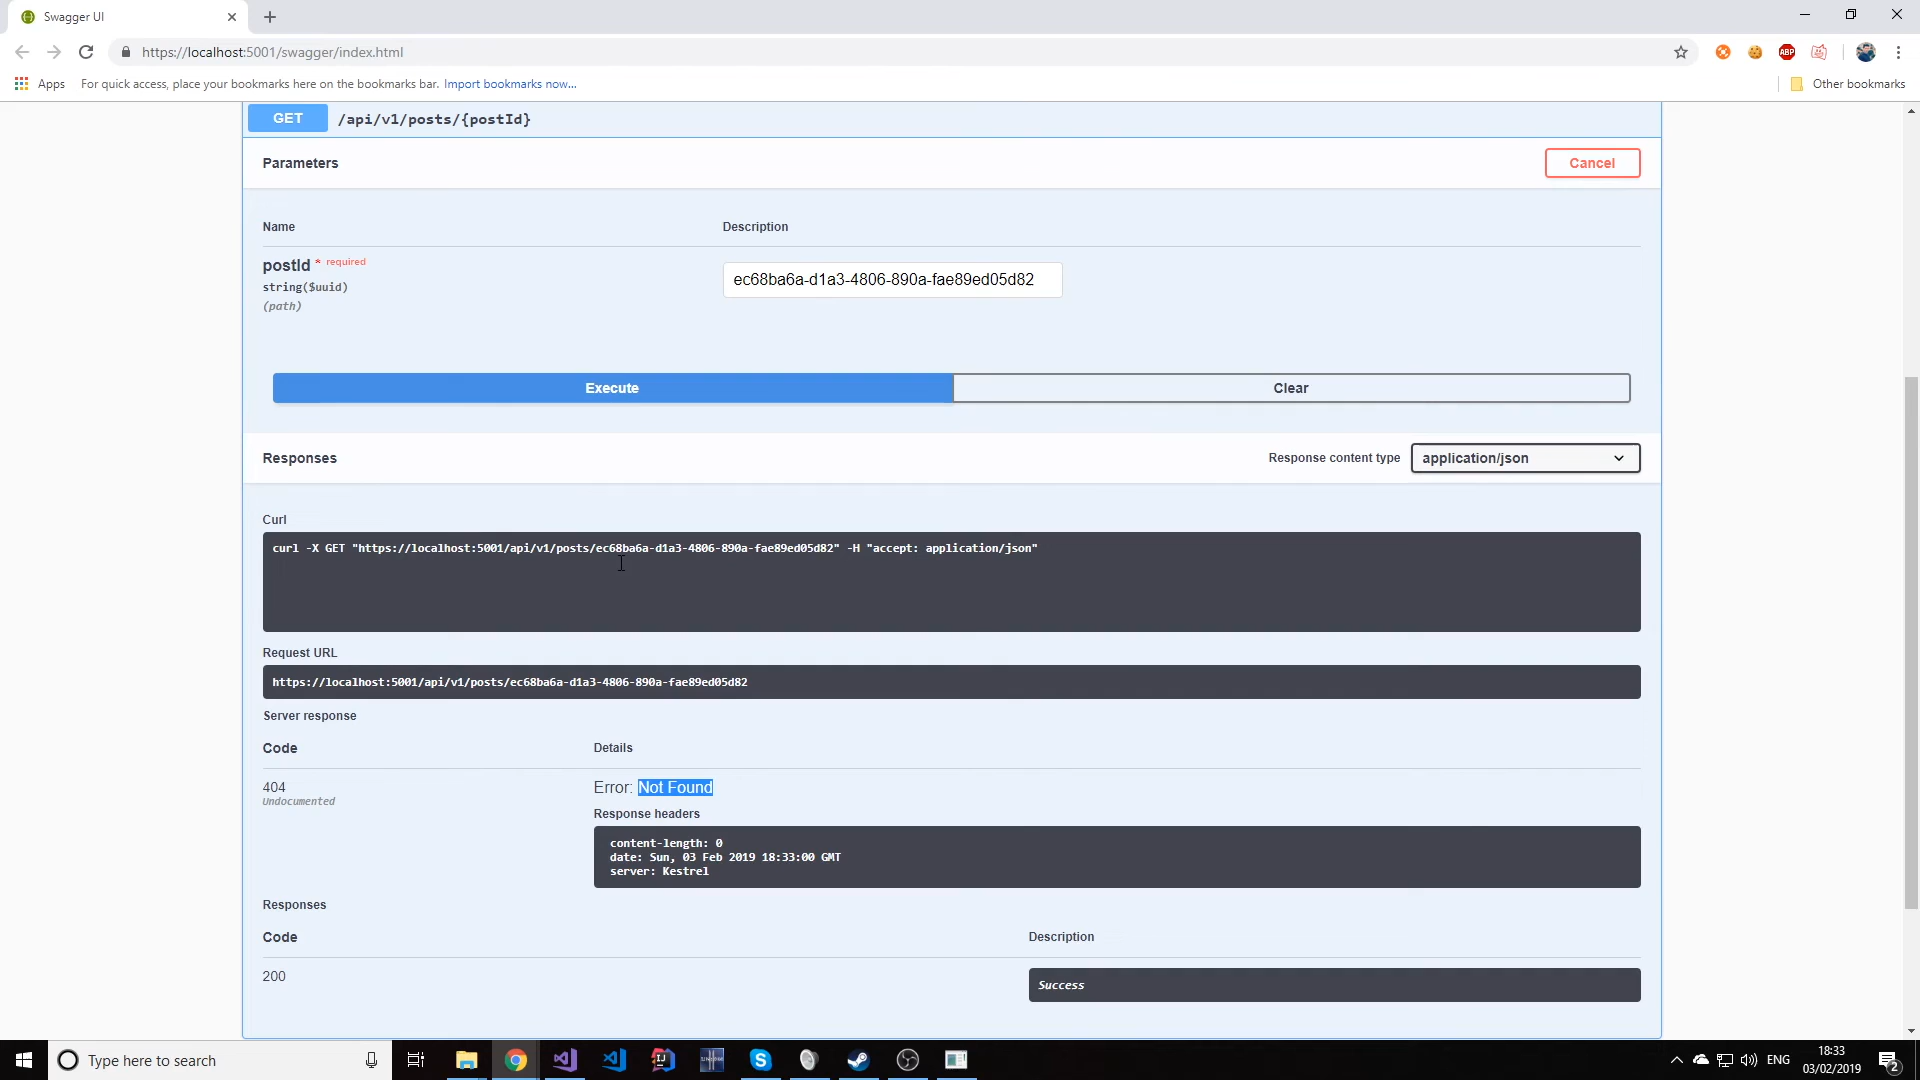 Swagger UI
https://localhost:5001/swagger/index.html
ABP
Apps
For quick access, place your bookmarks here on the bookmarks bar. Import bookmarks now...
Other bookmarks
GET /api/v1/posts/{postId}
Parameters
Cancel
Name
Description
postId * required
string($uuid)
(path)
ec68ba6a-d1a3-4806-890a-fae89ed05d82
Execute
Clear
Responses
Response content type
application/json
Curl
curl -X GET "https://localhost:5001/api/v1/posts/ec68ba6a-d1a3-4806-890a-fae89ed05d82" -H "accept: application/json"
Request URL
https://localhost:5001/api/v1/posts/ec68ba6a-d1a3-4806-890a-fae89ed05d82
Server response
Code
Details
404
Undocumented
Error: Not Found
Response headers
content-length: 0
date: Sun, 03 Feb 2019 18:33:00 GMT
server: Kestrel
Responses
Code
Description
200
Success
Type here to search
ENG
18:33
03/02/2019
2